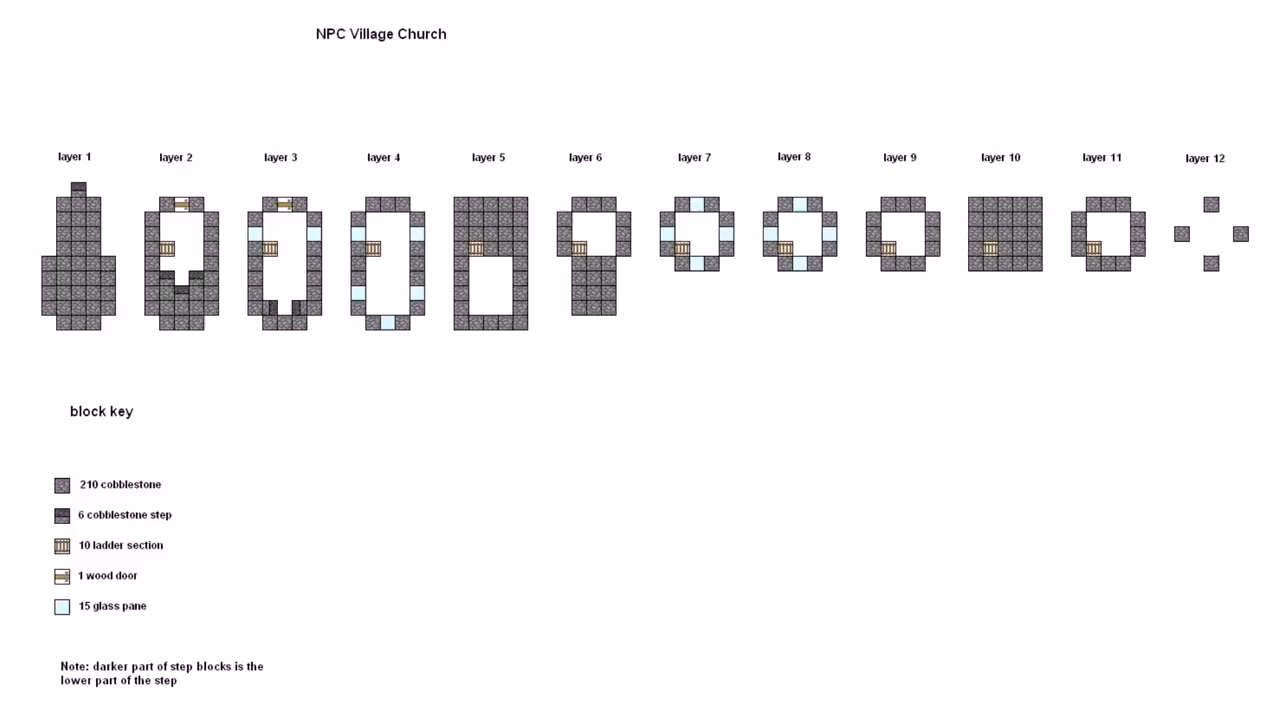 NPC Village Church
layer 1
layer 2
layer 3
layer 4
layer 5
layer 6
layer 7
layer 8
layer 9
layer 10
layer 11
layer 12
block key
210 cobblestone
6 cobblestone step
10 ladder section
1 wood door
15 glass pane
Note: darker part of step blocks is the
lower part of the step